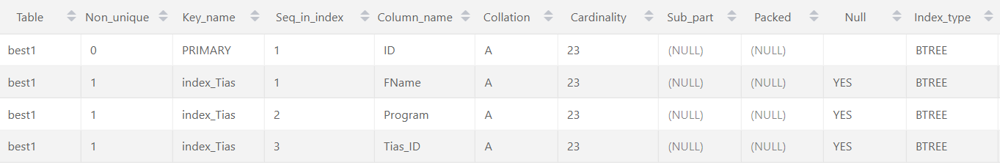 Table Non_unique Key_name Seq_in_index Column_name Collation Cardinality Sub_part Packed Null Index_type
best1 0 PRIMARY 1 ID A 23 (NULL) (NULL) BTREE
best1 1 index_Tias 1 FName A 23 (NULL) (NULL) YES BTREE
best1 1 index_Tias 2 Program A 23 (NULL) (NULL) YES BTREE
best1 1 index_Tias 3 Tias_ID A 23 (NULL) (NULL) YES BTREE